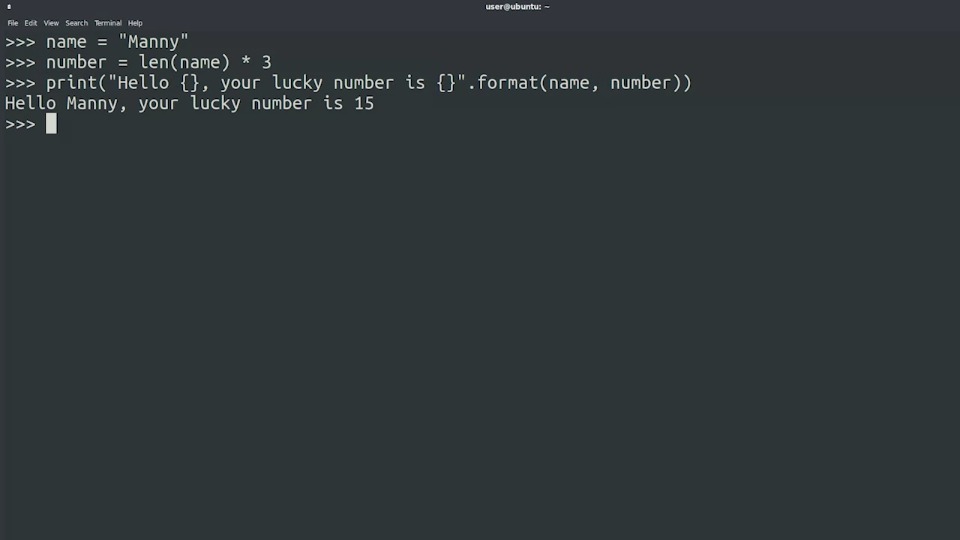 user@ubuntu: ~
File Edit View Search Terminal Help
>>> name = "Manny"
>>> number = len(name) * 3
>>> print("Hello {}, your lucky number is {}".format(name, number))
Hello Manny, your lucky number is 15
>>>